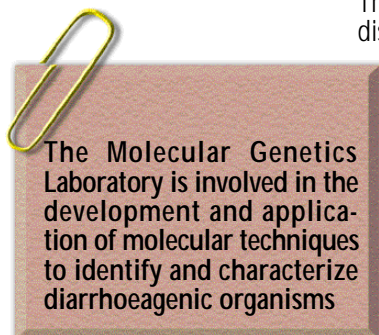 The Molecular Genetics
Laboratory is involved in the
development and applica-
tion of molecular techniques
to identify and characterize
diarrhoeagenic organisms